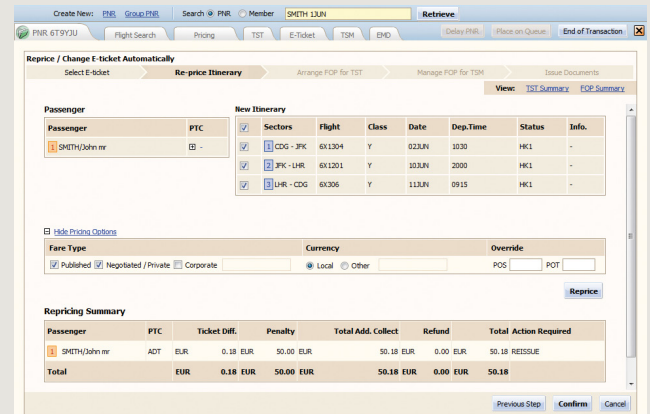 Create New: PNR Group PNR Search PNR Member SMITH 1JUN Retrieve
PNR 6T9YJU Flight Search Pricing TST E-Ticket TSM EMD Delay PNR Place on Queue End of Transaction
Reprice / Change E-ticket Automatically
Select E-ticket Re-price Itinerary Arrange FOP for TST Manage FOP for TSM Issue Documents
View: TST Summary FOP Summary
Passenger New Itinerary
Passenger PTC Sectors Flight Class Date Dep.Time Status Info.
1 SMITH/John mr - 1 CDG - JFK 6X1304 Y 02JUN 1030 HK1 -
2 JFK - LHR 6X1201 Y 10JUN 2000 HK1 -
3 LHR - CDG 6X306 Y 11JUN 0915 HK1 -
Hide Pricing Options
Fare Type Currency Override
Published Negotiated / Private Corporate Local Other POS POT
Reprice
Repricing Summary
Passenger PTC Ticket Diff. Penalty Total Add. Collect Refund Total Action Required
1 SMITH/John mr ADT EUR 0.18 EUR 50.00 EUR 50.18 EUR 0.00 EUR 50.18 REISSUE
Total EUR 0.18 EUR 50.00 EUR 50.18 EUR 0.00 EUR 50.18
Previous Step Confirm Cancel